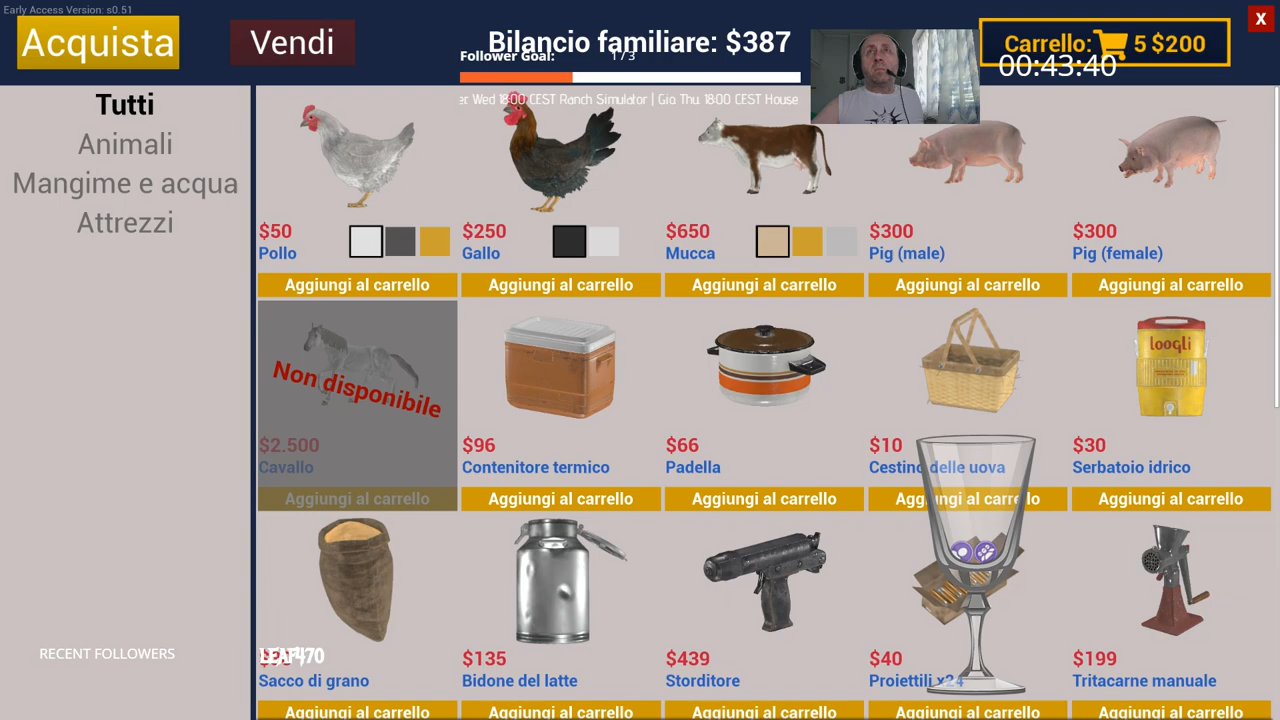 Early Access Version: s0.51
Acquista
Vendi
Bilancio familiare: $387
Follower Goal:
1 / 3
Carrello: 5 $200
00:43:40
X
er Wed 18:00 CEST Ranch Simulator | Gio Thu. 18:00 CEST House
Tutti
Animali
Mangime e acqua
Attrezzi
$50
Pollo
$250
Gallo
$650
Mucca
$300
Pig (male)
$300
Pig (female)
Aggiungi al carrello
Aggiungi al carrello
Aggiungi al carrello
Aggiungi al carrello
Aggiungi al carrello
Non disponibile
loogli
$2.500
Cavallo
$96
Contenitore termico
$66
Padella
$10
Cestino delle uova
$30
Serbatoio idrico
Aggiungi al carrello
Aggiungi al carrello
Aggiungi al carrello
Aggiungi al carrello
Aggiungi al carrello
RECENT FOLLOWERS
Sacco di grano
$135
Bidone del latte
$439
Storditore
$40
Proiettili x24
$199
Tritacarne manuale
Aggiungi al carrello
Aggiungi al carrello
Aggiungi al carrello
Aggiungi al carrello
Aggiungi al carrello